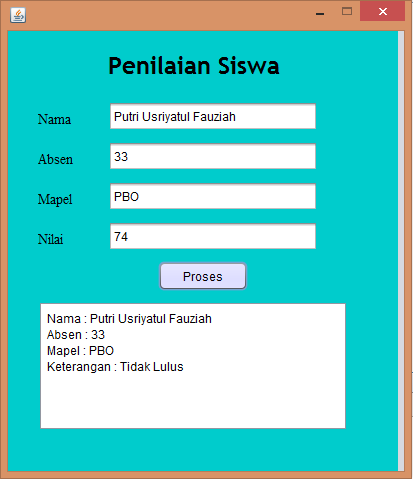 Penilaian Siswa
Nama Putri Usriyatul Fauziah
Absen 33
Mapel PBO
Nilai 74
Proses
Nama : Putri Usriyatul Fauziah
Absen : 33
Mapel : PBO
Keterangan : Tidak Lulus